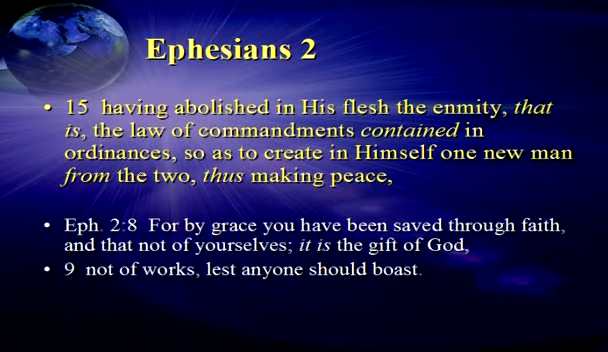 Ephesians 2
• 15 having abolished in His flesh the enmity, that
is, the law of commandments contained in
ordinances, so as to create in Himself one new man
from the two, thus making peace,
• Eph. 2:8 For by grace you have been saved through faith,
and that not of yourselves; it is the gift of God,
• 9 not of works, lest anyone should boast.